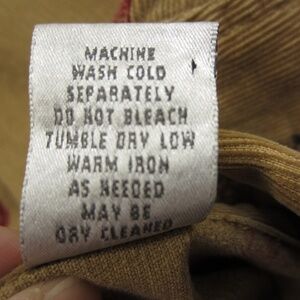 MACHINE
WASH COLD
SEPARATELY
DO NOT BLEACH
TUMBLE DRY LOW
WARM IRON
AS NEEDED
MAY BE
DRY CLEANED